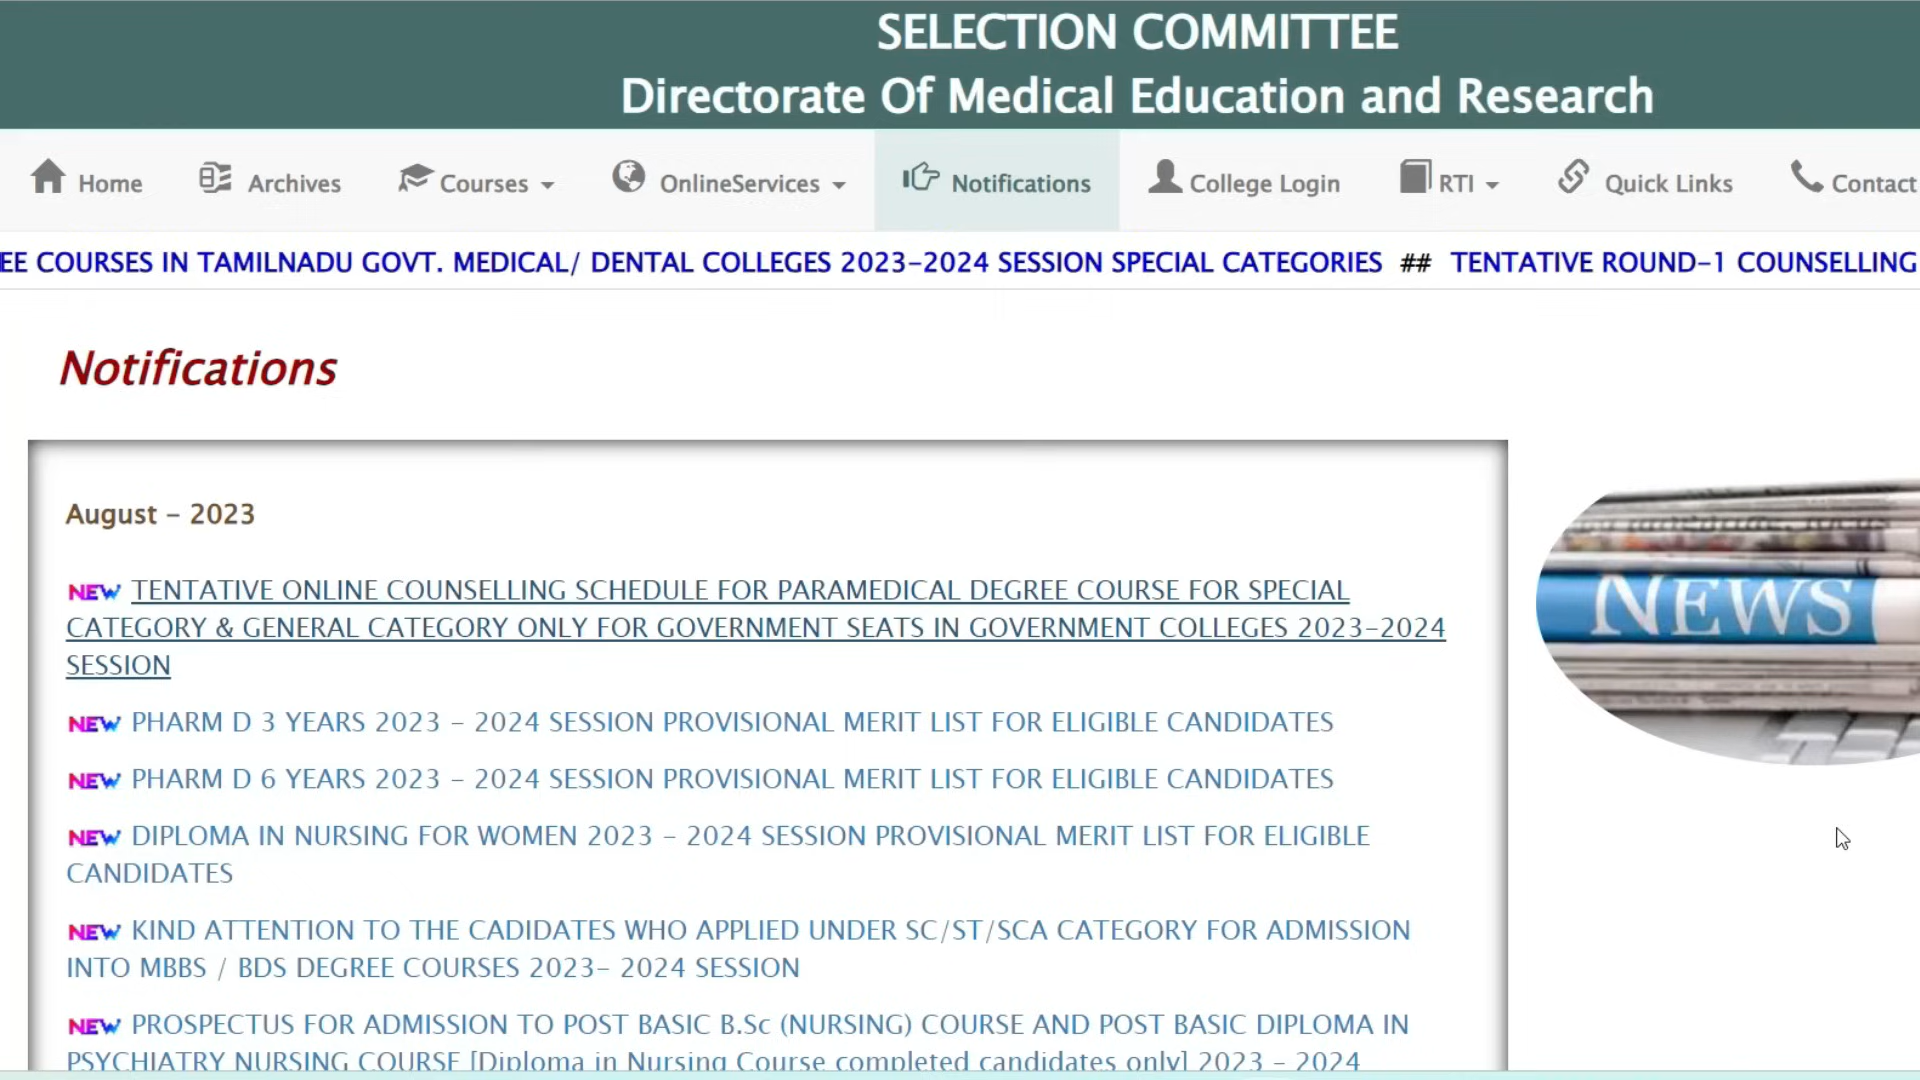 SELECTION COMMITTEE
Directorate Of Medical Education and Research
Home Archives Courses OnlineServices Notifications College Login RTI Quick Links Contact
EE COURSES IN TAMILNADU GOVT. MEDICAL/ DENTAL COLLEGES 2023-2024 SESSION SPECIAL CATEGORIES ## TENTATIVE ROUND-1 COUNSELLING
Notifications
August - 2023
NEW TENTATIVE ONLINE COUNSELLING SCHEDULE FOR PARAMEDICAL DEGREE COURSE FOR SPECIAL
CATEGORY & GENERAL CATEGORY ONLY FOR GOVERNMENT SEATS IN GOVERNMENT COLLEGES 2023-2024
SESSION
NEWS
NEW PHARM D 3 YEARS 2023 - 2024 SESSION PROVISIONAL MERIT LIST FOR ELIGIBLE CANDIDATES
NEW PHARM D 6 YEARS 2023 - 2024 SESSION PROVISIONAL MERIT LIST FOR ELIGIBLE CANDIDATES
NEW DIPLOMA IN NURSING FOR WOMEN 2023 - 2024 SESSION PROVISIONAL MERIT LIST FOR ELIGIBLE
CANDIDATES
NEW KIND ATTENTION TO THE CADIDATES WHO APPLIED UNDER SC/ST/SCA CATEGORY FOR ADMISSION
INTO MBBS / BDS DEGREE COURSES 2023- 2024 SESSION
NEW PROSPECTUS FOR ADMISSION TO POST BASIC B.Sc (NURSING) COURSE AND POST BASIC DIPLOMA IN
PSYCHIATRY NURSING COURSE [Diploma in Nursing Course completed candidates only] 2023 - 2024